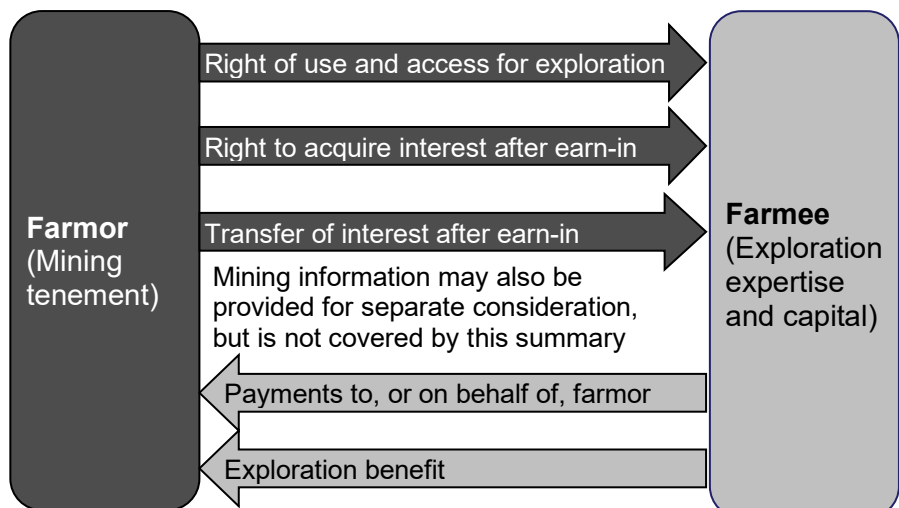 Farmor
(Mining
tenement)
Right of use and access for exploration
Right to acquire interest after earn-in
Transfer of interest after earn-in
Mining information may also be
provided for separate consideration,
but is not covered by this summary
Payments to, or on behalf of, farmor
Exploration benefit
Farmee
(Exploration
expertise
and capital)